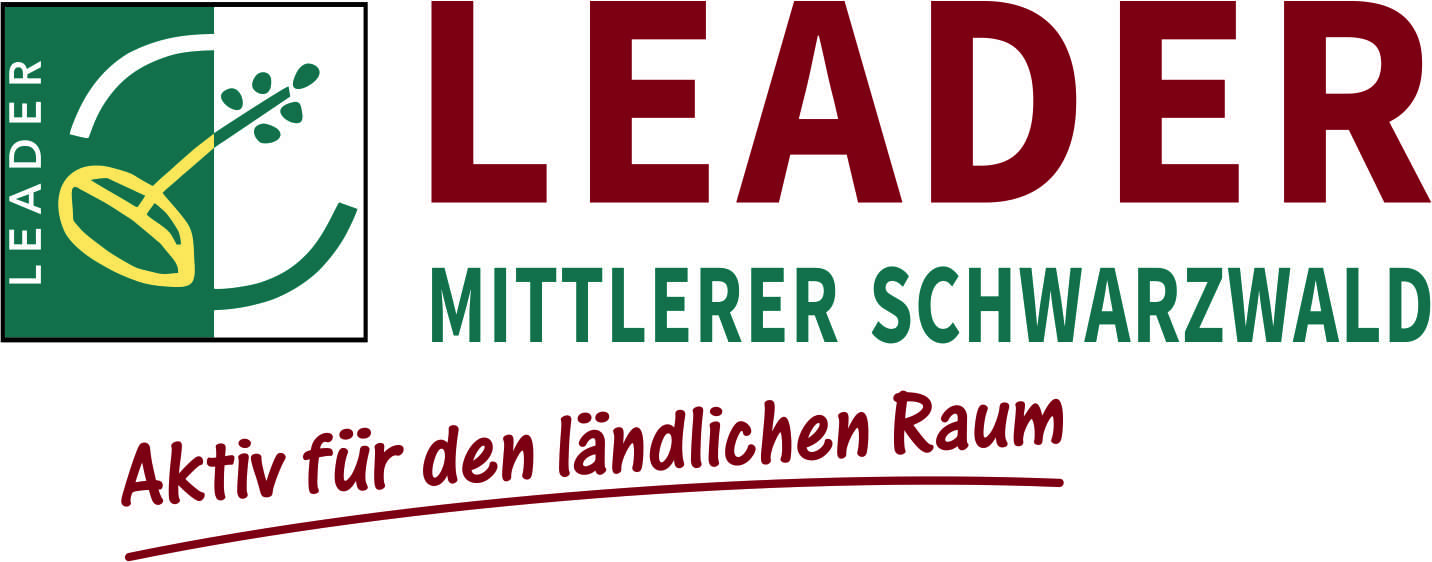 LEADER
LEADER
MITTLERER SCHWARZWALD
Aktiv für den ländlichen Raum